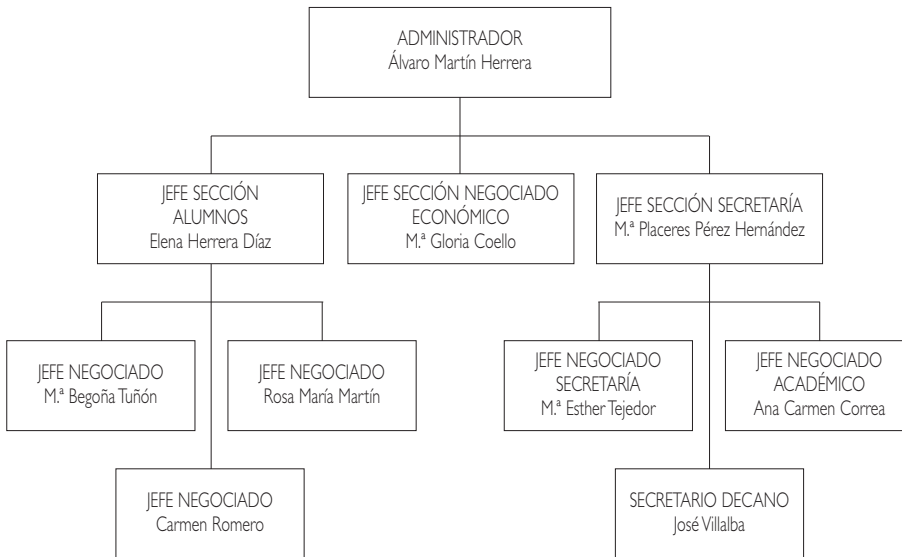 ADMINISTRADOR
Álvaro Martín Herrera
JEFE SECCIÓN
ALUMNOS
Elena Herrera Díaz
JEFE SECCIÓN NEGOCIADO
ECONÓMICO
M.ª Gloria Coello
JEFE SECCIÓN SECRETARÍA
M.ª Placeres Pérez Hernández
JEFE NEGOCIADO
M.ª Begoña Tuñón
JEFE NEGOCIADO
Rosa María Martín
JEFE NEGOCIADO
SECRETARÍA
M.ª Esther Tejedor
JEFE NEGOCIADO
ACADÉMICO
Ana Carmen Correa
JEFE NEGOCIADO
Carmen Romero
SECRETARIO DECANO
José Villalba